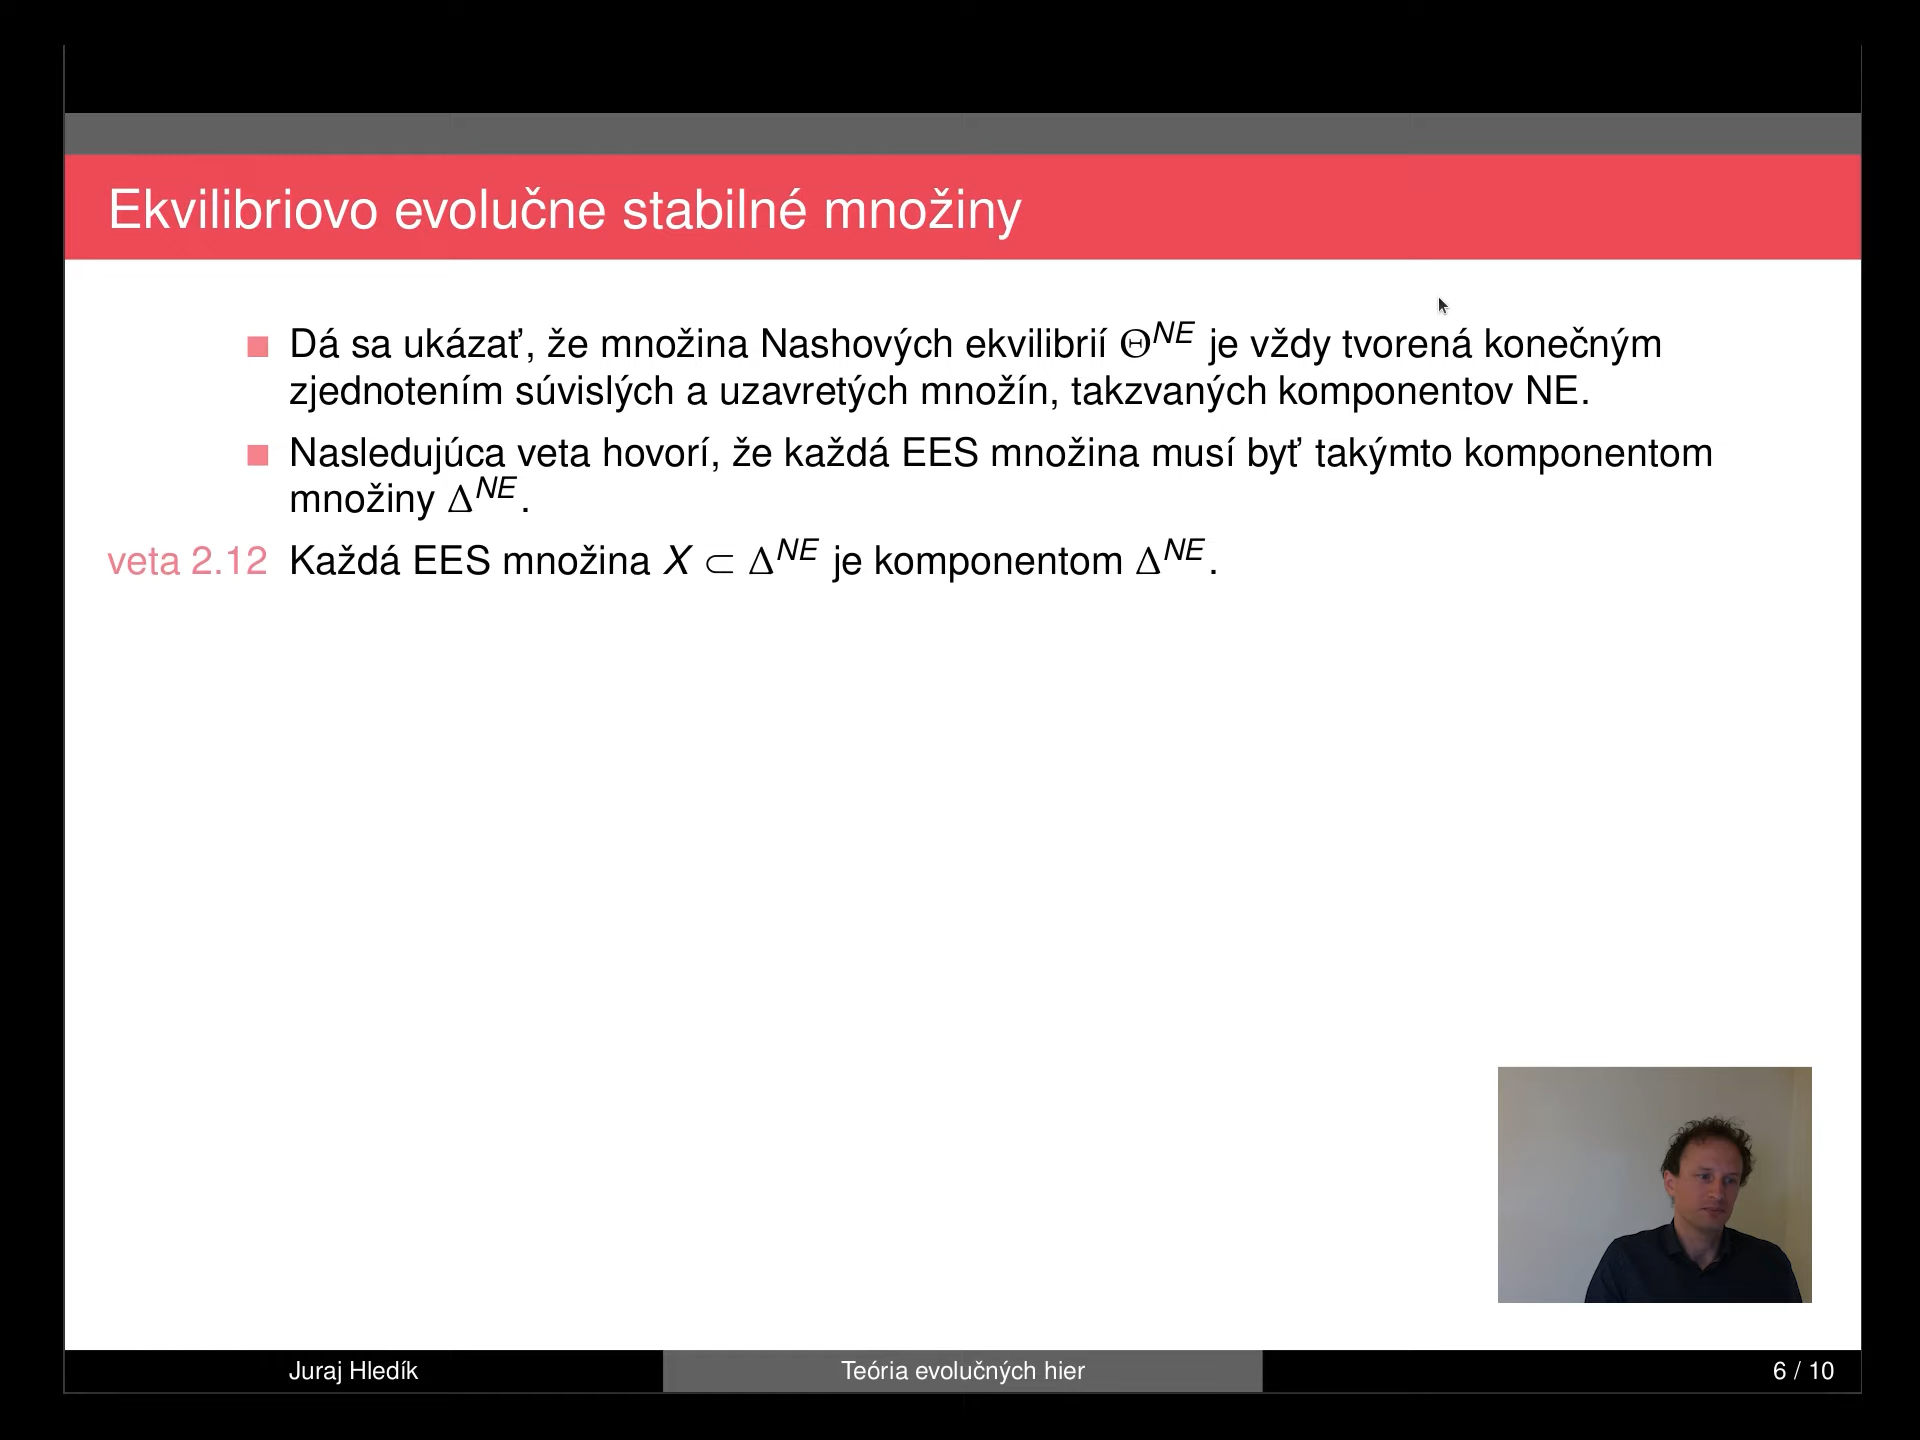 Ekvilibriovo evolučne stabilné množiny
Dá sa ukázať, že množina Nashových ekvilibrií Θ^NE je vždy tvorená konečným
zjednotením súvislých a uzavretých množín, takzvaných komponentov NE.
Nasledujúca veta hovorí, že každá EES množina musí byť takýmto komponentom
množiny Δ^NE.
veta 2.12 Každá EES množina X ⊂ Δ^NE je komponentom Δ^NE.
Juraj Hledík
Teória evolučných hier
6 / 10